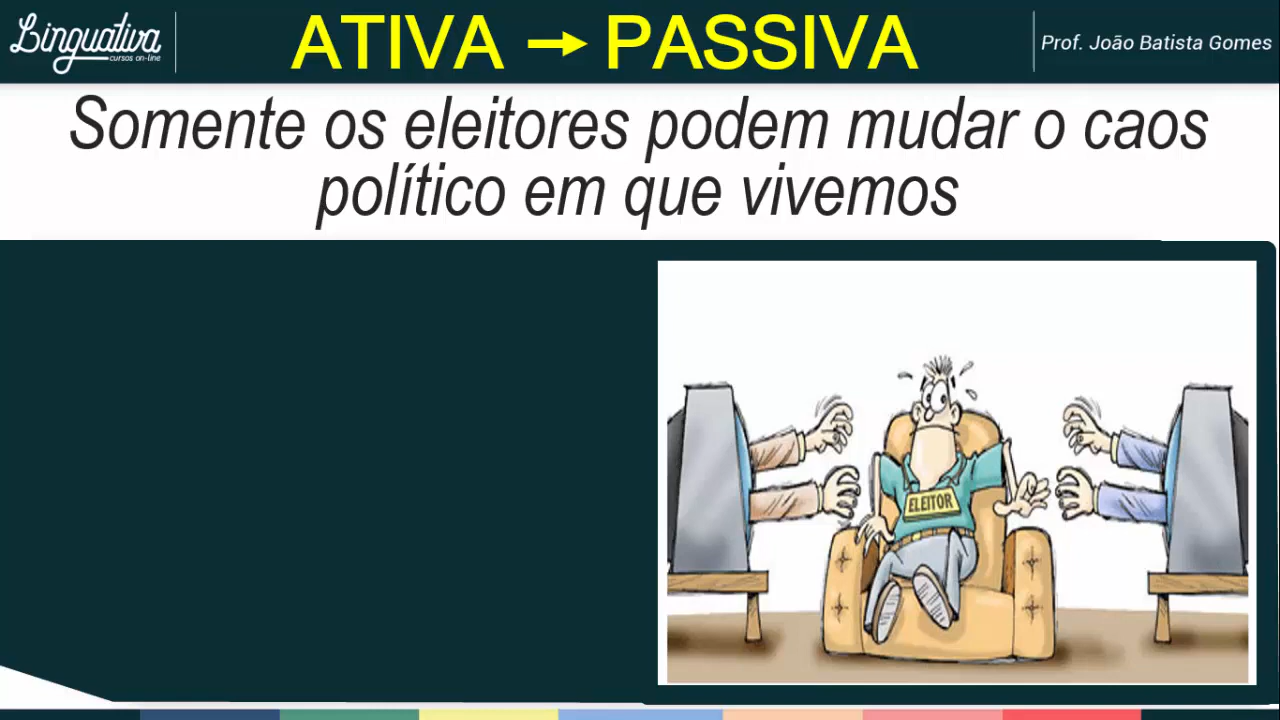 Linguativa
cursos on-line
ATIVA → PASSIVA
Prof. João Batista Gomes
Somente os eleitores podem mudar o caos
político em que vivemos
ELEITOR